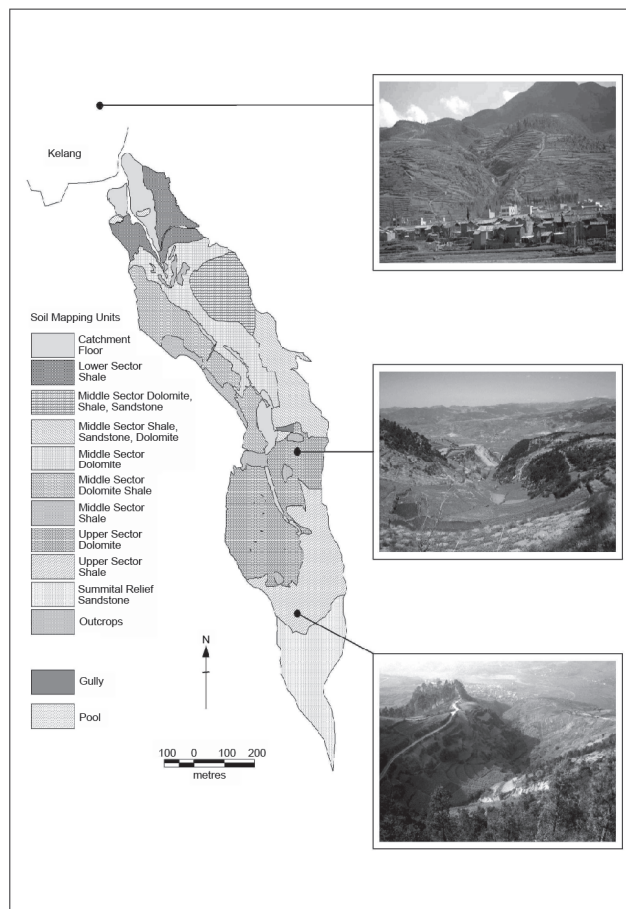 Kelang
Soil Mapping Units
Catchment
Floor
Lower Sector
Shale
Middle Sector Dolomite,
Shale, Sandstone
Middle Sector Shale,
Sandstone, Dolomite
Middle Sector
Dolomite
Middle Sector
Dolomite Shale
Middle Sector
Shale
Upper Sector
Dolomite
Upper Sector
Shale
Summital Relief
Sandstone
Outcrops
Gully
Pool
N
100 0 100 200
metres